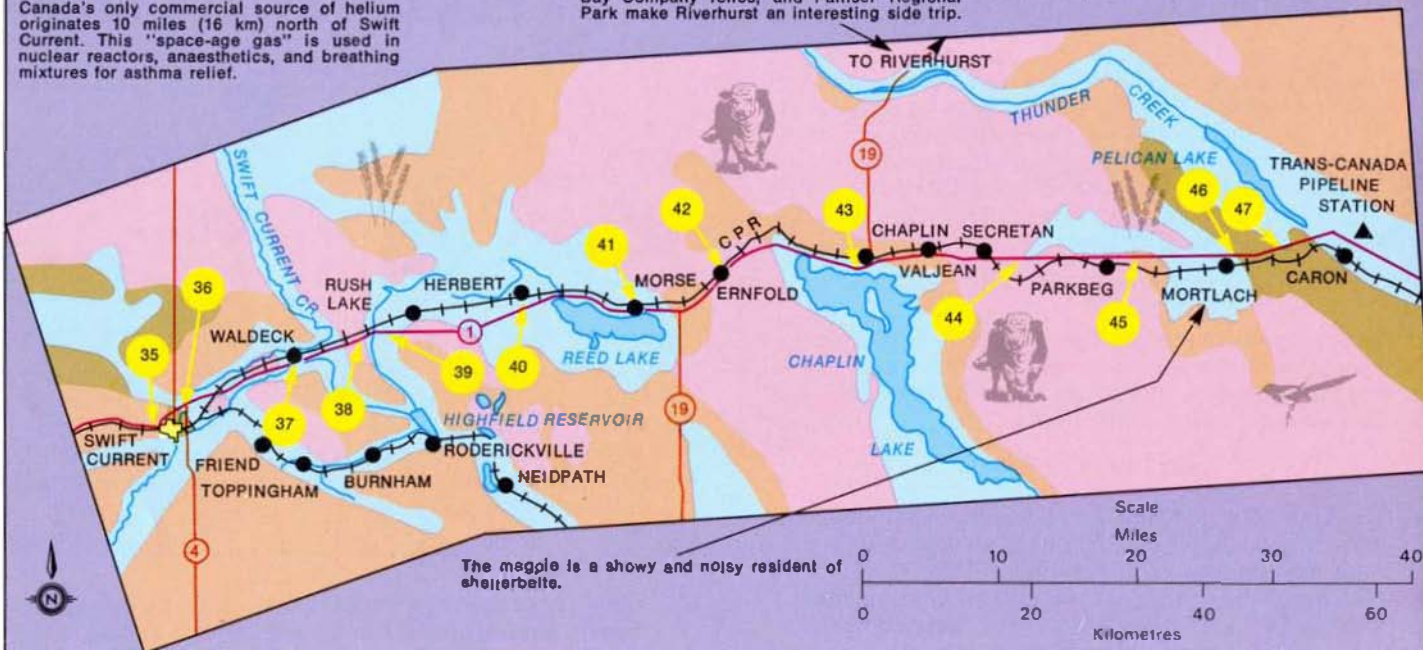 Canada's only commercial source of helium
originates 10 miles (16 km) north of Swift
Current. This "space-age gas" is used in
nuclear reactors, anaesthetics, and breathing
mixtures for asthma relief.
Park make Riverhurst an interesting side trip.
TO RIVERHURST
THUNDER
CREEK
19
PELICAN LAKE
TRANS-CANADA
PIPELINE
STATION
SWIFT CURRENT CR.
46
47
42
43
CPR
CHAPLIN
SECRETAN
41
MORSE
VALJEAN
RUSH
LAKE
HERBERT
36
ERNFOLD
PARKBEG
MORTLACH
CARON
WALDECK
1
44
45
35
REED LAKE
CHAPLIN
39
40
37
38
19
HIGHFIELD RESERVOIR
SWIFT
CURRENT
LAKE
FRIEND
RODERICKVILLE
TOPPINGHAM
BURNHAM
NEIDPATH
4
N
The magpie is a showy and noisy resident of
shelterbelts.
Scale
Miles
0 10 20 30 40
0 20 40 60
Kilometres